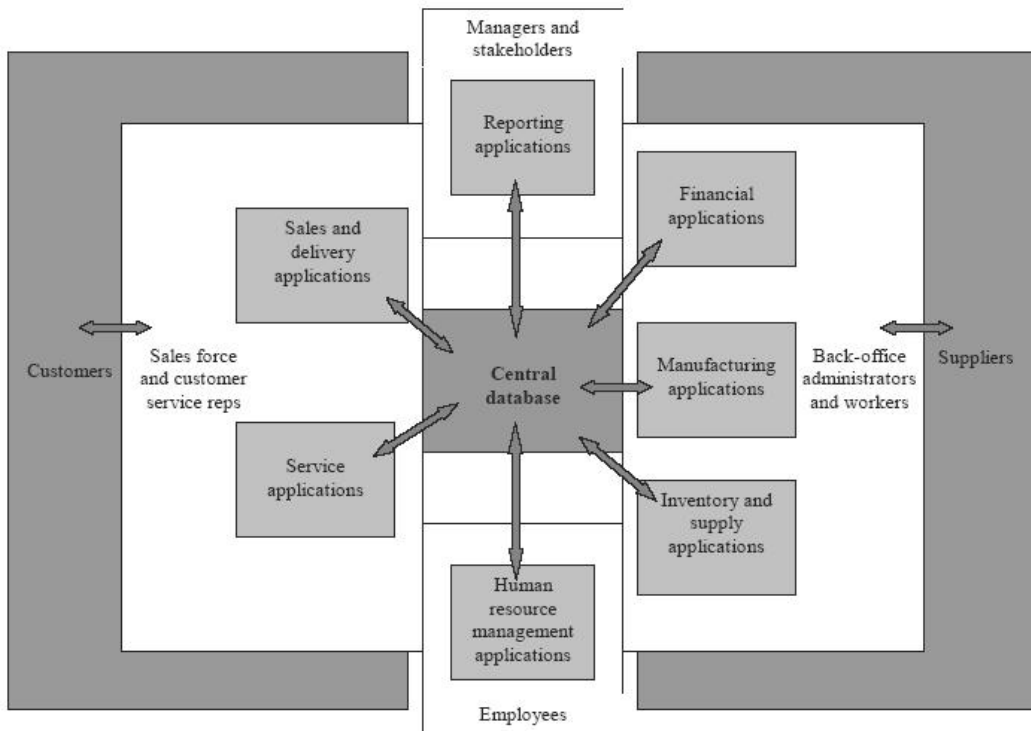 Managers and
stakeholders
Reporting
applications
Financial
applications
Sales and
delivery
applications
Customers
Sales force
and customer
service reps
Central
database
Manufacturing
applications
Back-office
administrators
and workers
Suppliers
Service
applications
Inventory and
supply
applications
Human
resource
management
applications
Employees